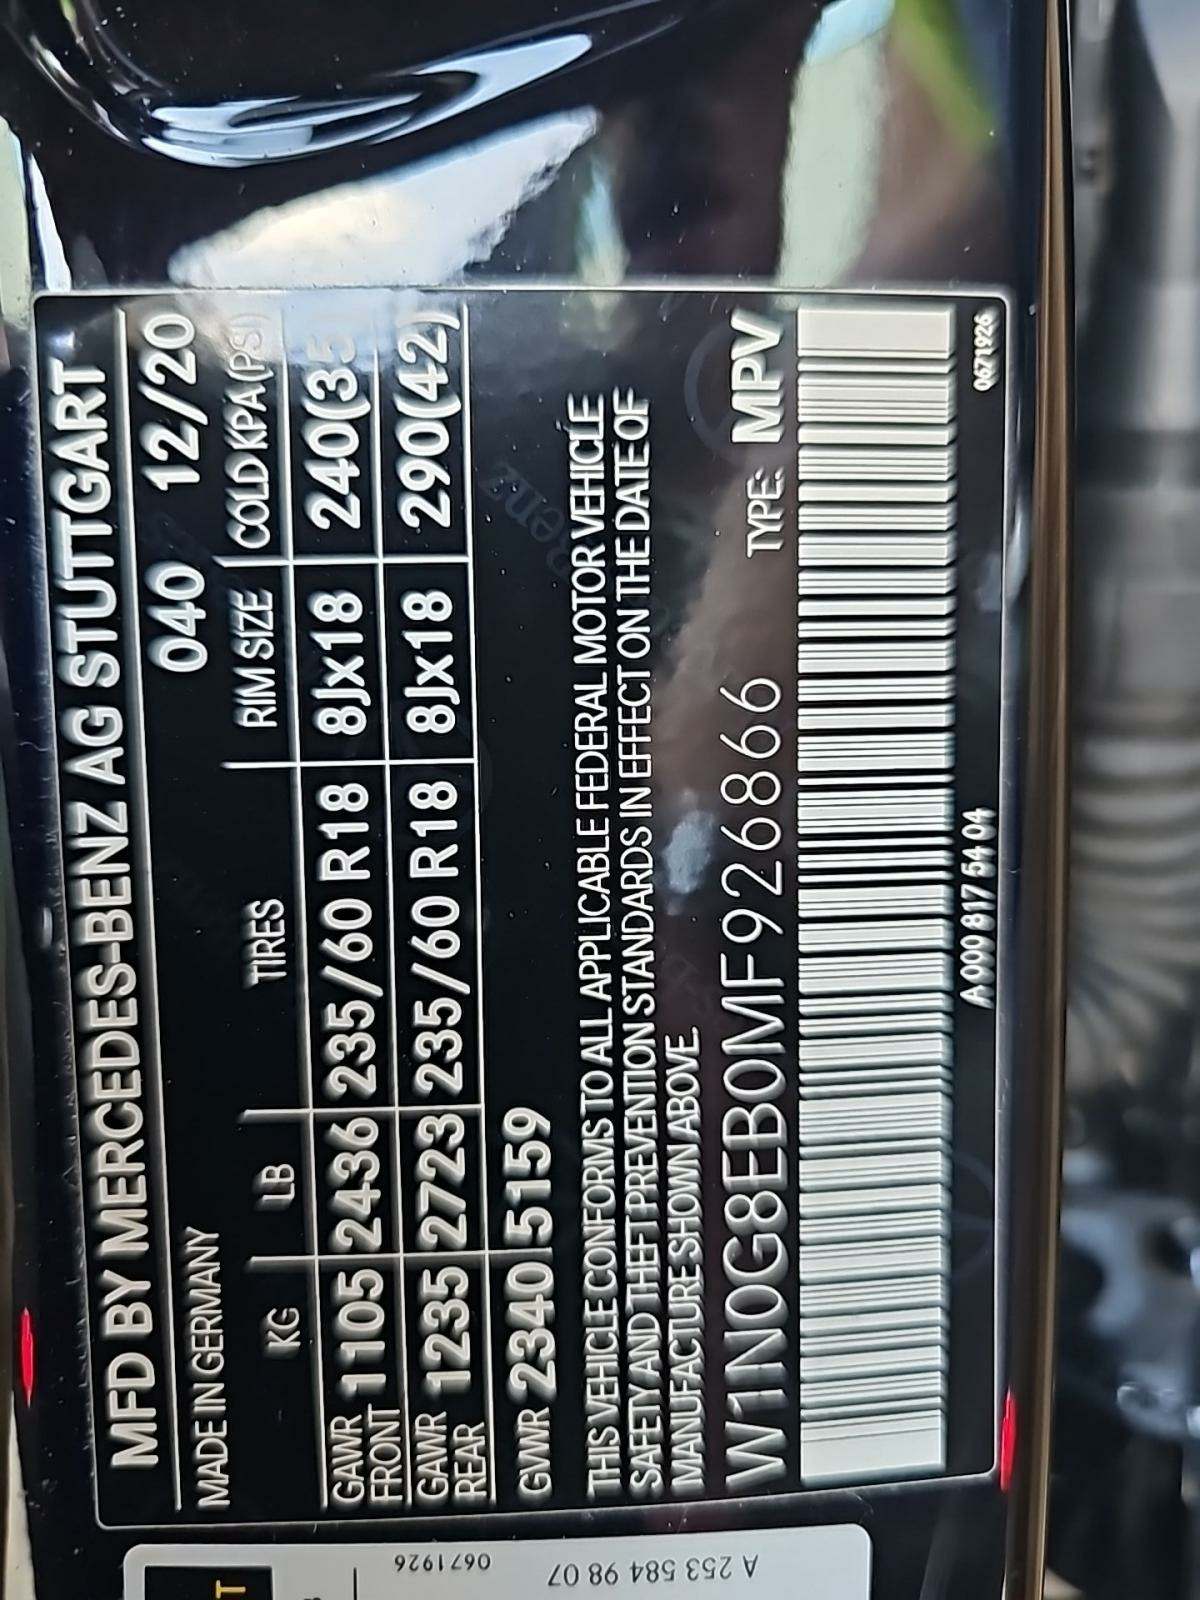 MFD BY MERCEDES-BENZ AG STUTTGART
MADE IN GERMANY 040 12/20
KG LB TIRES RIM SIZE COLD KPA(PSI)
GAWR FRONT 1105 2436 235/60 R18 8Jx18 240(35
GAWR REAR 1235 2723 235/60 R18 8Jx18 290(42)
GVWR 2340 5159
THIS VEHICLE CONFORMS TO ALL APPLICABLE FEDERAL MOTOR VEHICLE
SAFETY AND THEFT PREVENTION STANDARDS IN EFFECT ON THE DATE OF
MANUFACTURE SHOWN ABOVE.
W1N0G8EB0MF926866 TYPE: MPV
A 000 817 54 04 0671926
0671926
A 253 584 98 07